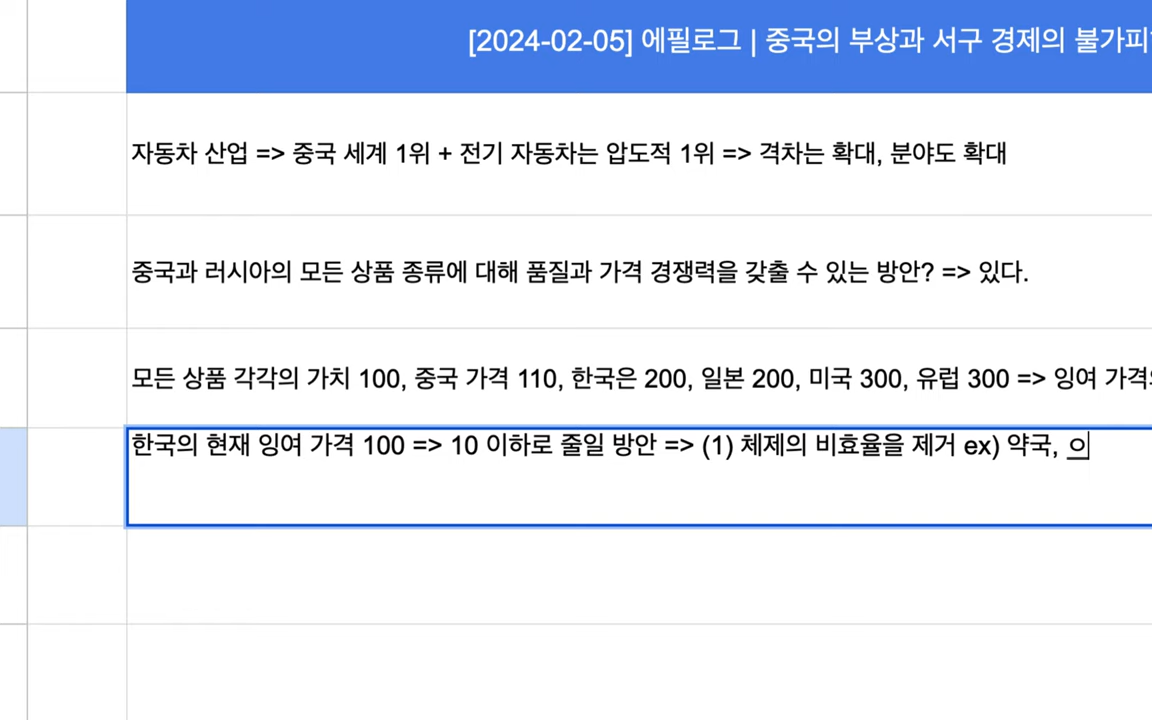 [2024-02-05] 에필로그 | 중국의 부상과 서구 경제의 불가피
자동차 산업 => 중국 세계 1위 + 전기 자동차는 압도적 1위 => 격차는 확대, 분야도 확대
중국과 러시아의 모든 상품 종류에 대해 품질과 가격 경쟁력을 갖출 수 있는 방안? => 있다.
모든 상품 각각의 가치 100, 중국 가격 110, 한국은 200, 일본 200, 미국 300, 유럽 300 => 잉여 가격
한국의 현재 잉여 가격 100 => 10 이하로 줄일 방안 => (1) 체제의 비효율을 제거 ex) 약국, 으